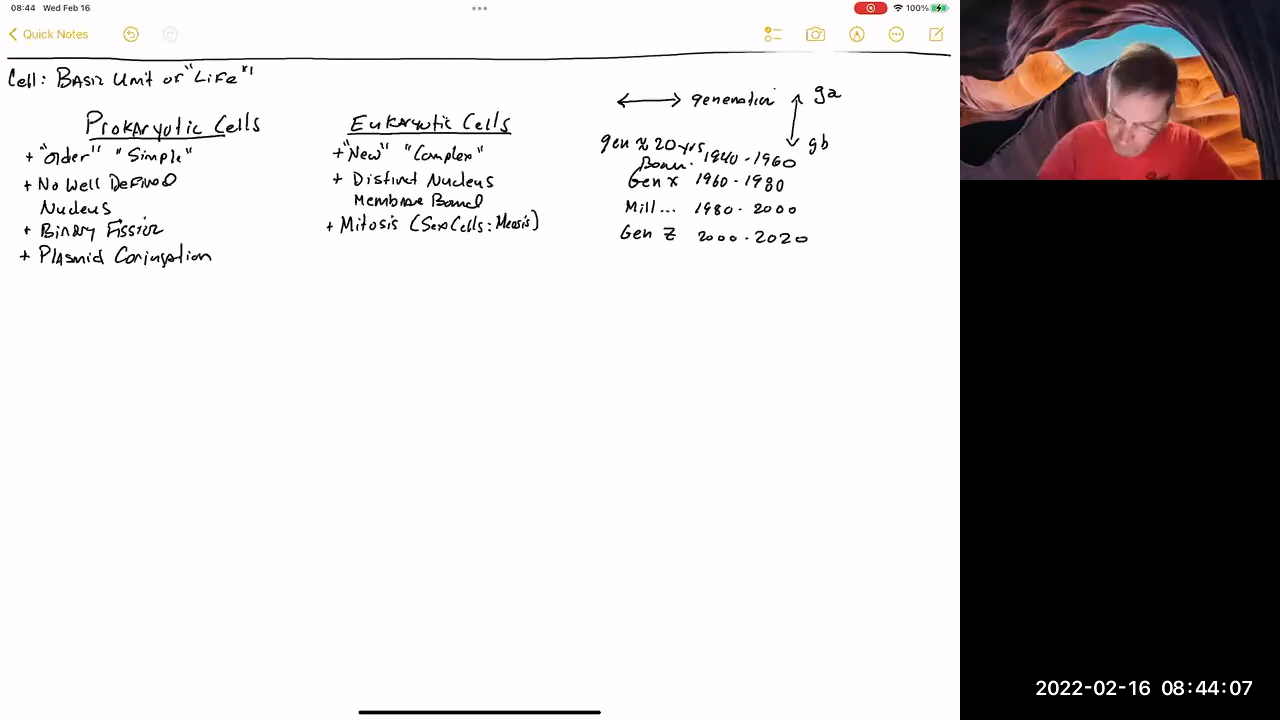 08:44 Wed Feb 16
100%
Quick Notes
Cell: Basic Unit of "Life"
Prokaryotic Cells
+ "Older" "Simple"
+ No Well Defined
Nucleus
+ Binary Fission
+ Plasmid Conjugation
Eukaryotic Cells
+ "New" "Complex"
+ Distinct Nucleus
Membrane Bound
+ Mitosis (Sex Cells: Meosis)
generation
ga
gb
gen ≈ 20 yrs
Boom. 1940 - 1960
Gen X 1960 - 1980
Mill ... 1980 - 2000
Gen Z 2000 - 2020
2022-02-16 08:44:07